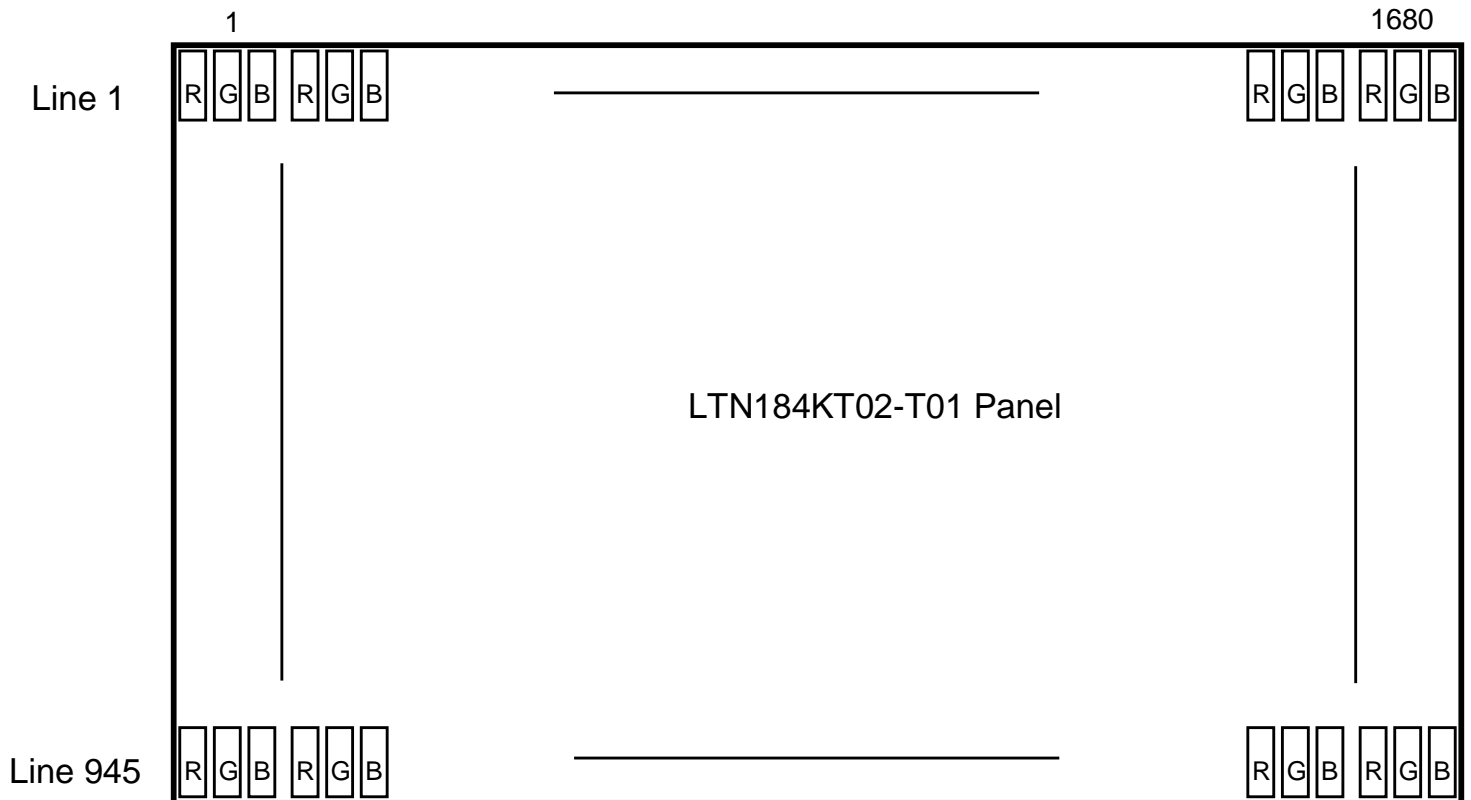 1 1680
Line 1 R G B R G B R G B R G B
LTN184KT02-T01 Panel
Line 945 R G B R G B R G B R G B